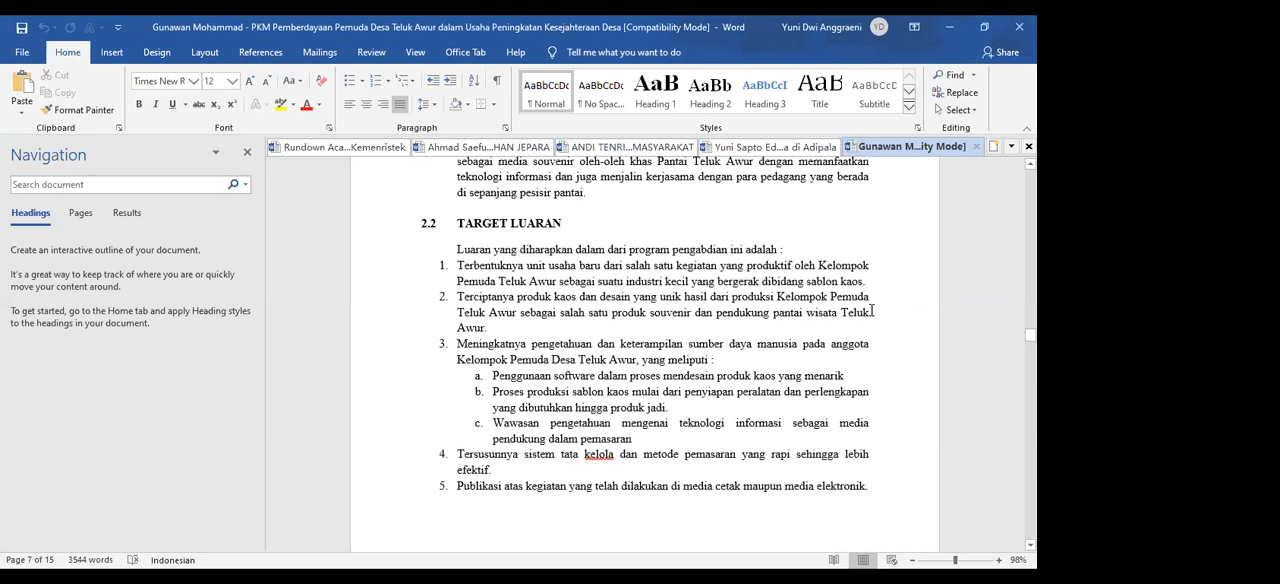 Gunawan Mohammad - PKM Pemberdayaan Pemuda Desa Teluk Awur dalam Usaha Peningkatan Kesejahteraan Desa [Compatibility Mode] - Word
Yuni Dwi Anggraeni
YD
File Home Insert Design Layout References Mailings Review View Office Tab Help Tell me what you want to do
Share
Paste
Cut
Copy
Format Painter
Clipboard
Times New R
12
Font
Paragraph
AaBbCcDc AaBbCcDc AaB AaBb AaBbCcI AaB AaBbCcD
¶ Normal ¶ No Spac... Heading 1 Heading 2 Heading 3 Title Subtitle
Styles
Find
Replace
Select
Editing
Navigation
Rundown Aca...Kemenristek
Ahmad Saefu...HAN JEPARA
ANDI TENRI...MASYARAKAT
Yuni Sapto Ed...a di Adipala
Gunawan M...ity Mode]
Search document
Headings Pages Results
Create an interactive outline of your document.
It's a great way to keep track of where you are or quickly
move your content around.
To get started, go to the Home tab and apply Heading styles
to the headings in your document.
sebagai media souvenir oleh-oleh khas Pantai Teluk Awur dengan memanfaatkan
teknologi informasi dan juga menjalin kerjasama dengan para pedagang yang berada
di sepanjang pesisir pantai.
2.2 TARGET LUARAN
Luaran yang diharapkan dalam dari program pengabdian ini adalah :
1. Terbentuknya unit usaha baru dari salah satu kegiatan yang produktif oleh Kelompok
Pemuda Teluk Awur sebagai suatu industri kecil yang bergerak dibidang sablon kaos.
2. Terciptanya produk kaos dan desain yang unik hasil dari produksi Kelompok Pemuda
Teluk Awur sebagai salah satu produk souvenir dan pendukung pantai wisata Teluk
Awur.
3. Meningkatnya pengetahuan dan keterampilan sumber daya manusia pada anggota
Kelompok Pemuda Desa Teluk Awur, yang meliputi :
a. Penggunaan software dalam proses mendesain produk kaos yang menarik
b. Proses produksi sablon kaos mulai dari penyiapan peralatan dan perlengkapan
yang dibutuhkan hingga produk jadi.
c. Wawasan pengetahuan mengenai teknologi informasi sebagai media
pendukung dalam pemasaran
4. Tersusunnya sistem tata kelola dan metode pemasaran yang rapi sehingga lebih
efektif.
5. Publikasi atas kegiatan yang telah dilakukan di media cetak maupun media elektronik.
Page 7 of 15 3544 words Indonesian
98%